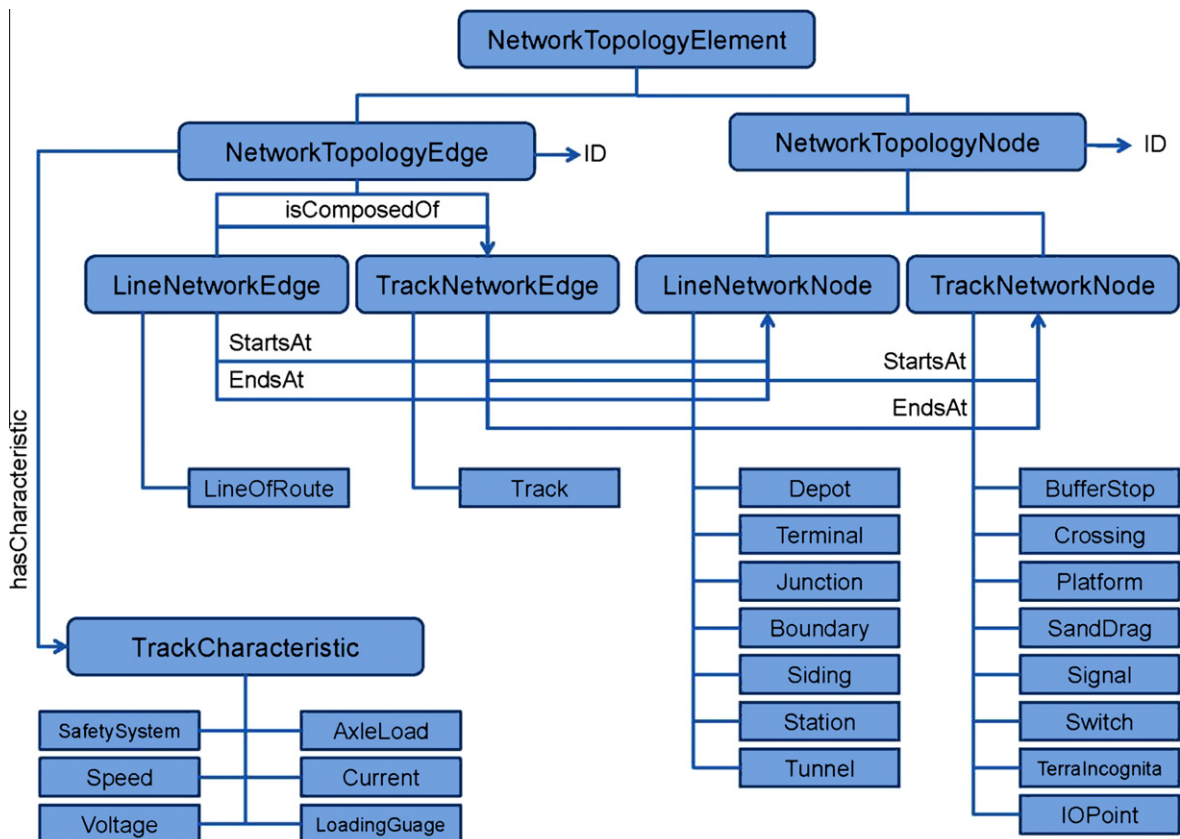 NetworkTopologyElement
NetworkTopologyEdge
ID
NetworkTopologyNode
ID
isComposedOf
LineNetworkEdge
TrackNetworkEdge
LineNetworkNode
TrackNetworkNode
StartsAt
EndsAt
StartsAt
EndsAt
hasCharacteristic
LineOfRoute
Track
Depot
Terminal
Junction
Boundary
Siding
Station
Tunnel
BufferStop
Crossing
Platform
SandDrag
Signal
Switch
TerraIncognita
IOPoint
TrackCharacteristic
SafetySystem
AxleLoad
Speed
Current
Voltage
LoadingGuage